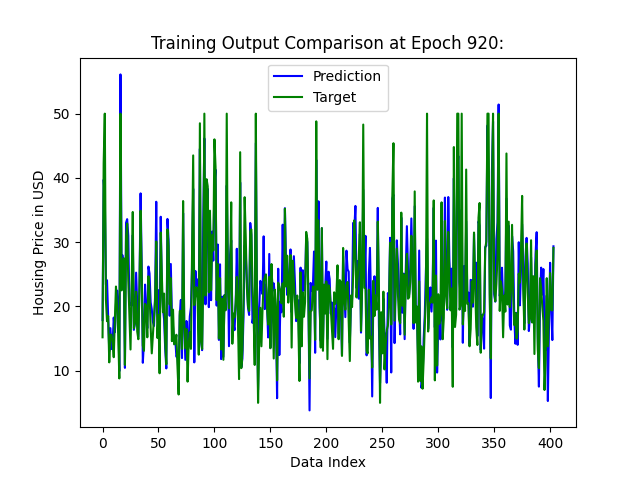 Training Output Comparison at Epoch 920:
Prediction
Target
Housing Price in USD
50
40
30
20
10
0 50 100 150 200 250 300 350 400
Data Index